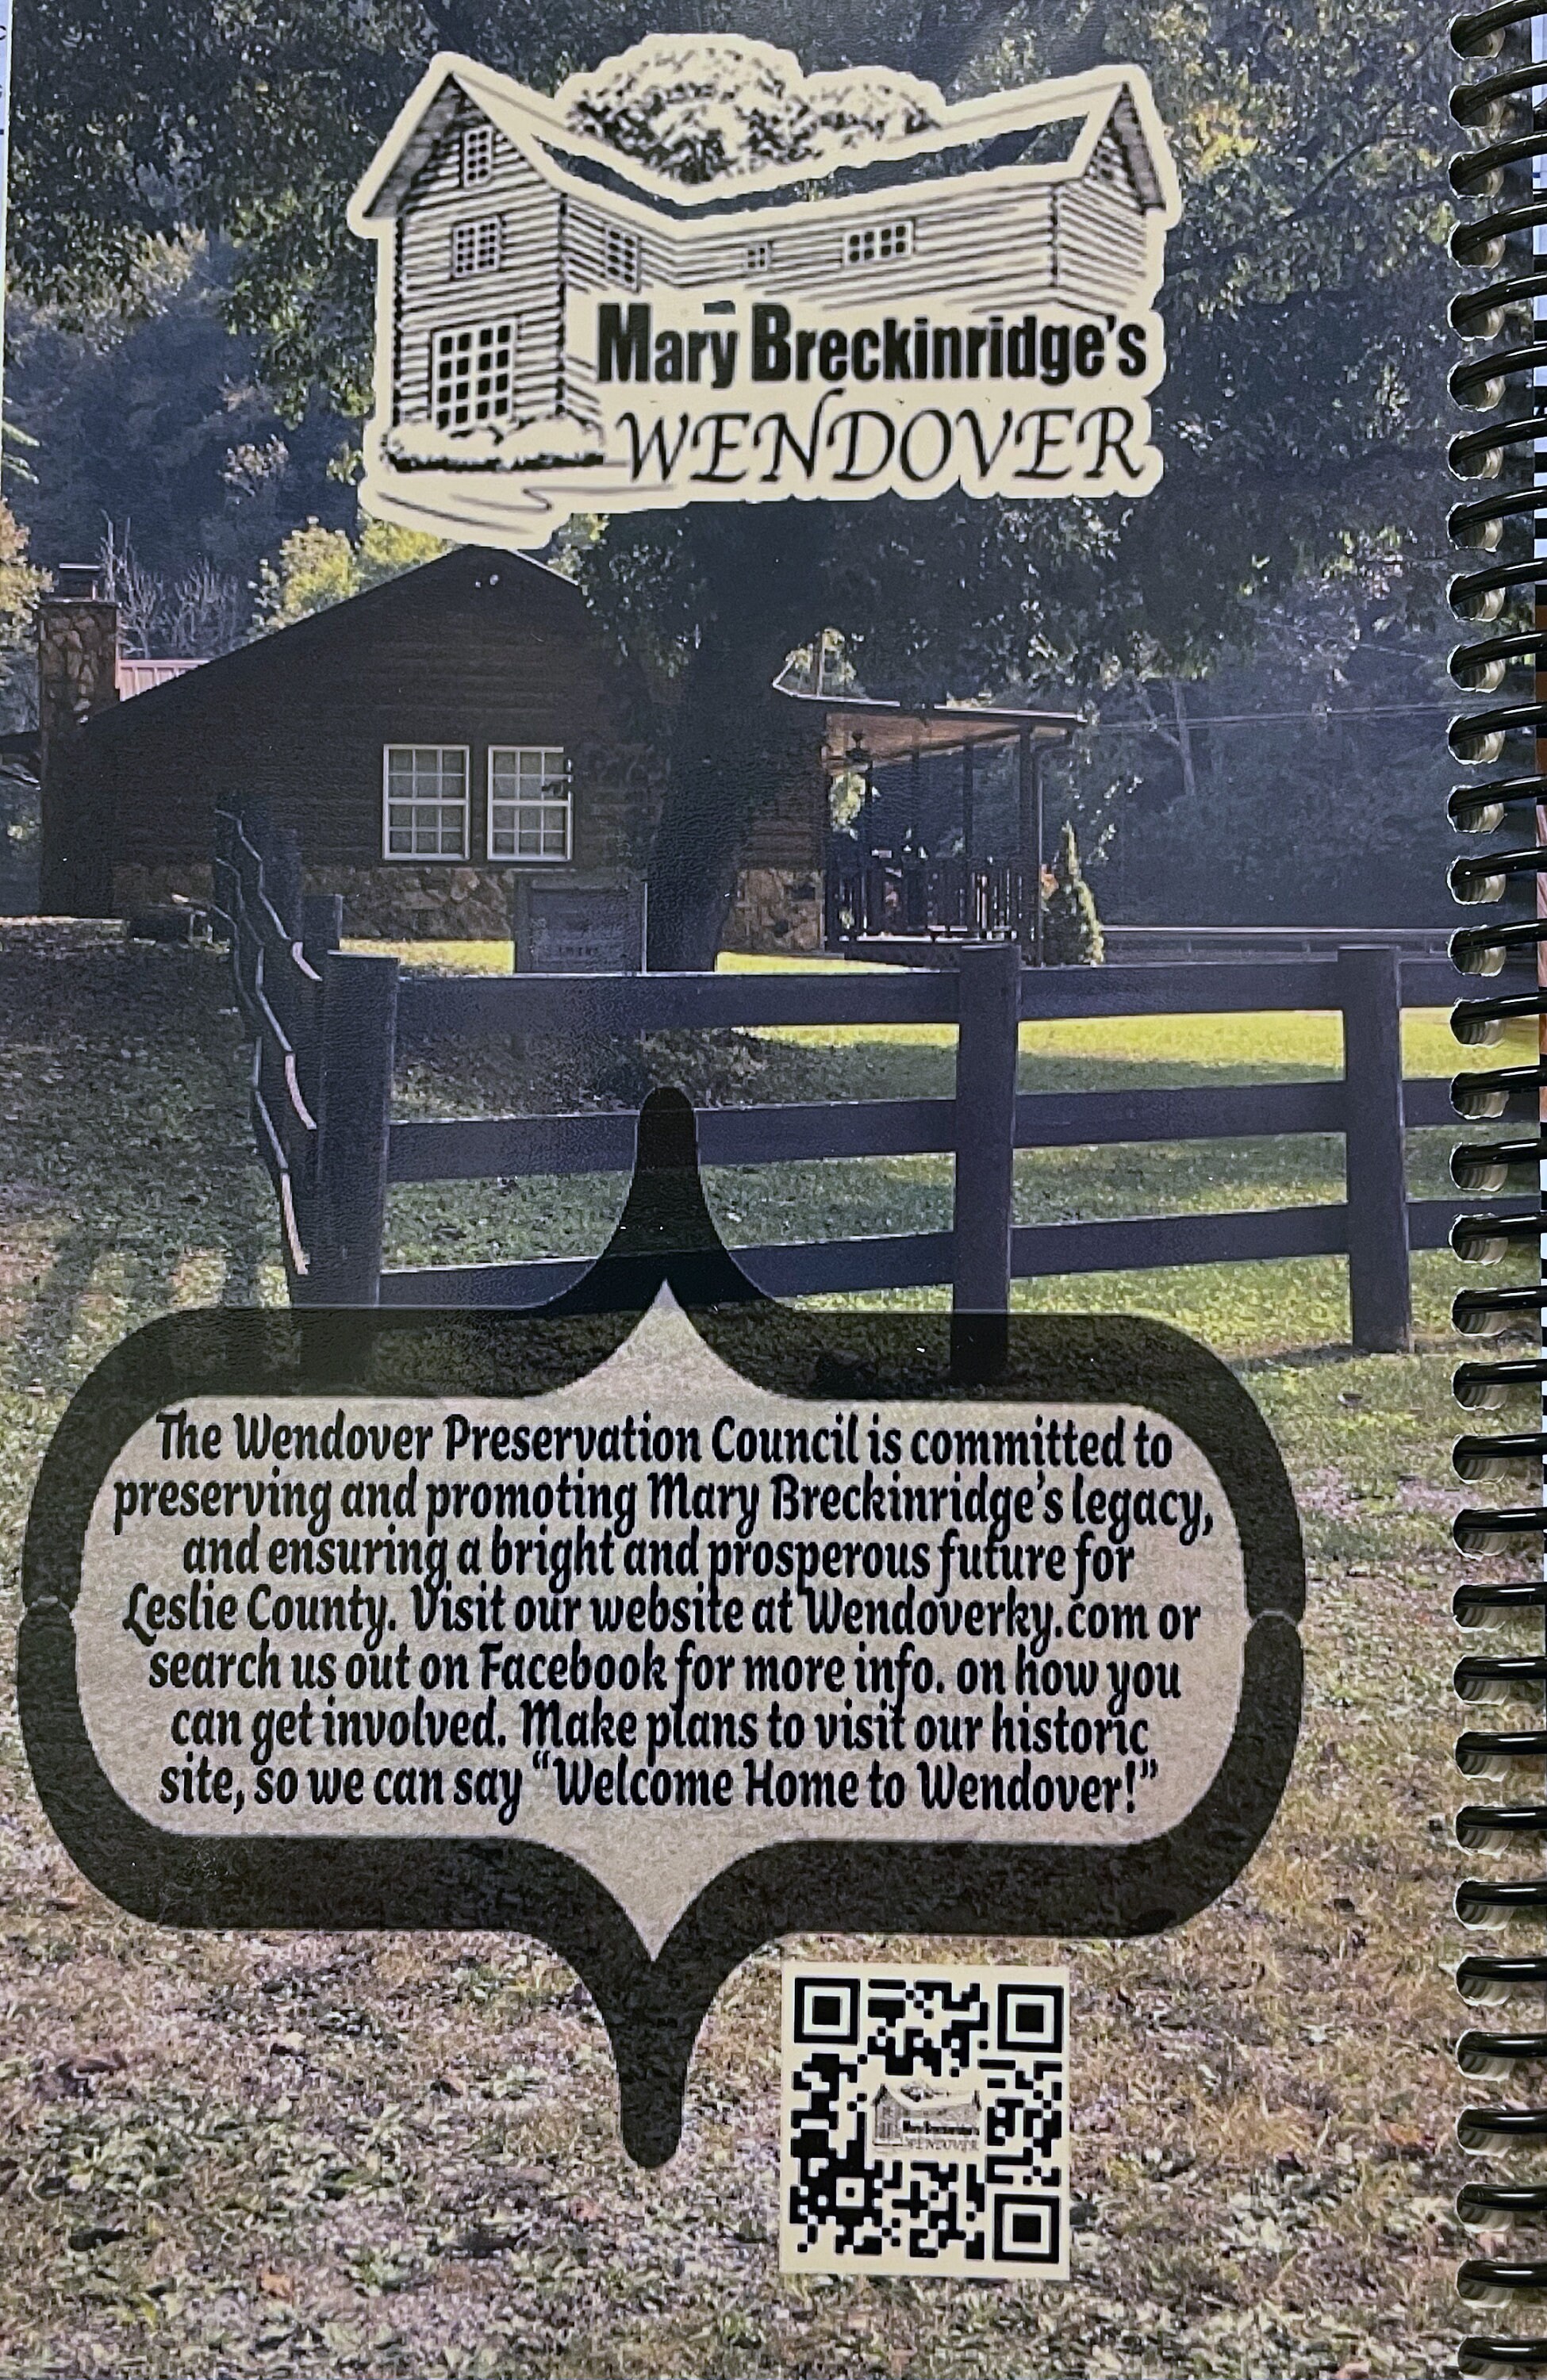 Mary Breckinridge's
WENDOVER
The Wendover Preservation Council is committed to
preserving and promoting Mary Breckinridge's legacy,
and ensuring a bright and prosperous future for
Leslie County. Visit our website at Wendoverky.com or
search us out on Facebook for more info. on how you
can get involved. Make plans to visit our historic
site, so we can say “Welcome Home to Wendover!”
Mary Breckinridge's
WENDOVER